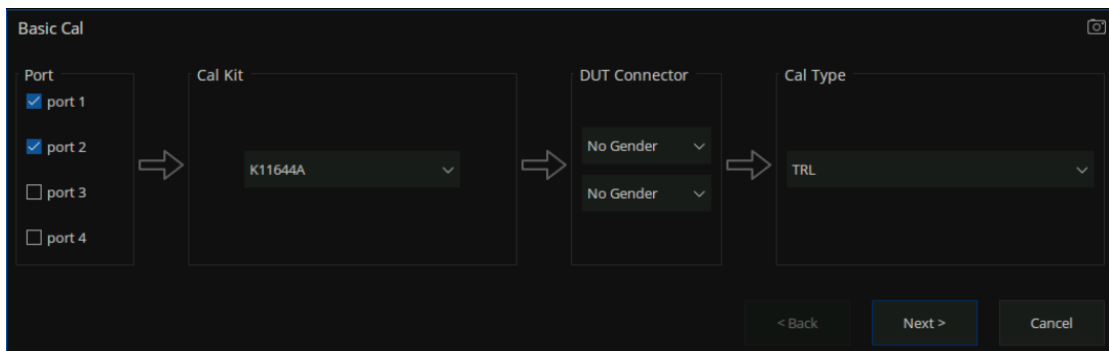 Basic Cal
Port
port 1
port 2
port 3
port 4
Cal Kit
K11644A
DUT Connector
No Gender
No Gender
Cal Type
TRL
< Back
Next >
Cancel